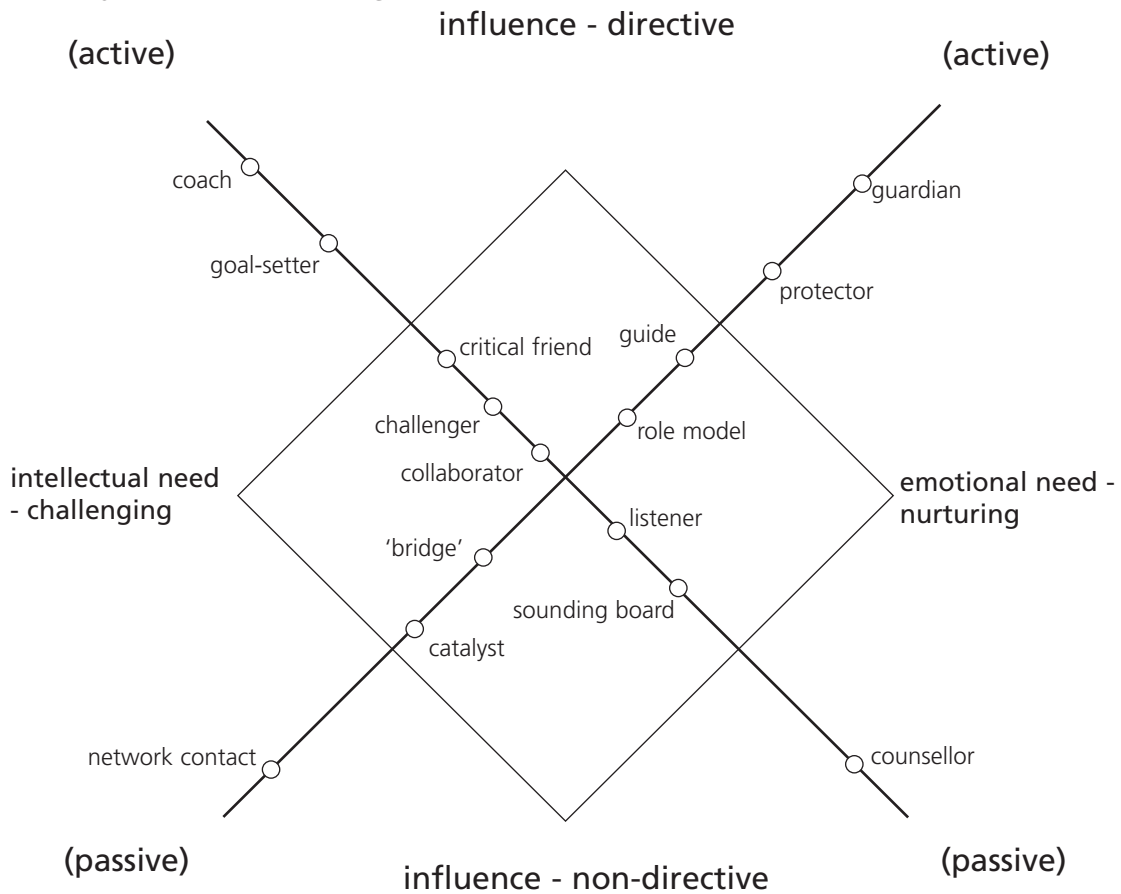 influence - directive
(active)
(active)
coach
guardian
goal-setter
protector
guide
critical friend
challenger
role model
collaborator
intellectual need
- challenging
emotional need -
nurturing
listener
'bridge'
sounding board
catalyst
network contact
counsellor
(passive)
(passive)
influence - non-directive